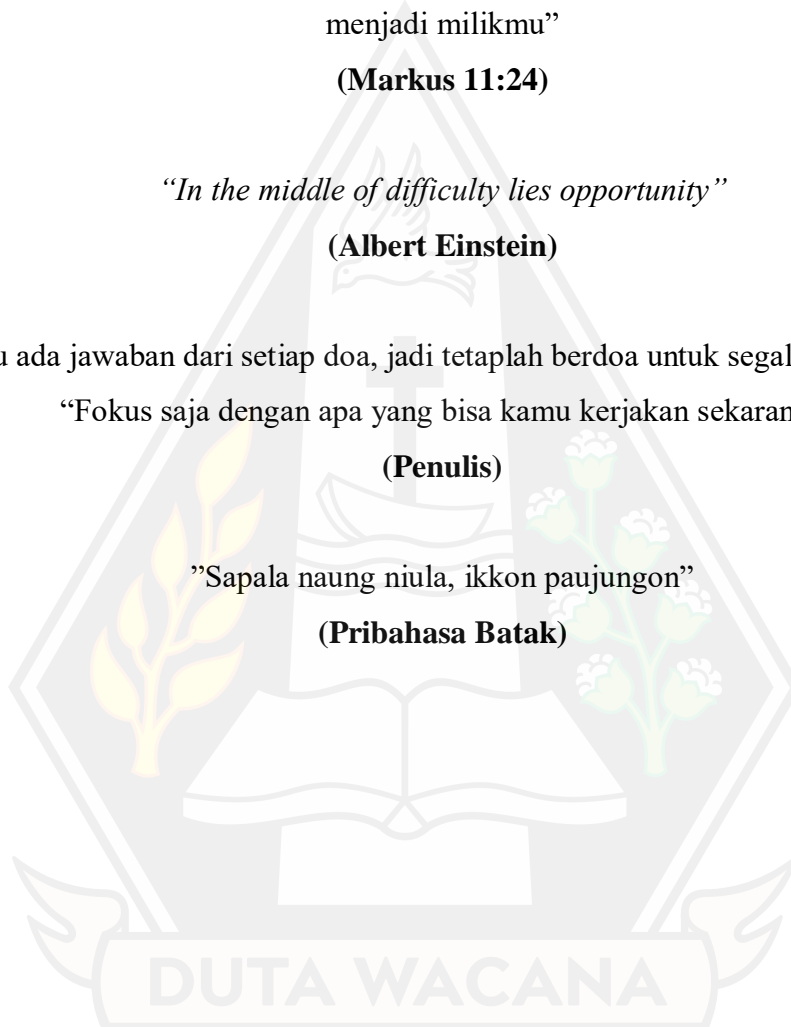 menjadi milikmu”
(Markus 11:24)
“In the middle of difficulty lies opportunity”
(Albert Einstein)
ada jawaban dari setiap doa, jadi tetaplah berdoa untuk
“Fokus saja dengan apa yang bisa kamu kerjakan
(Penulis)
”Sapala naung niula, ikkon paujungon”
(Pribahasa Batak)
DUTA WACANA